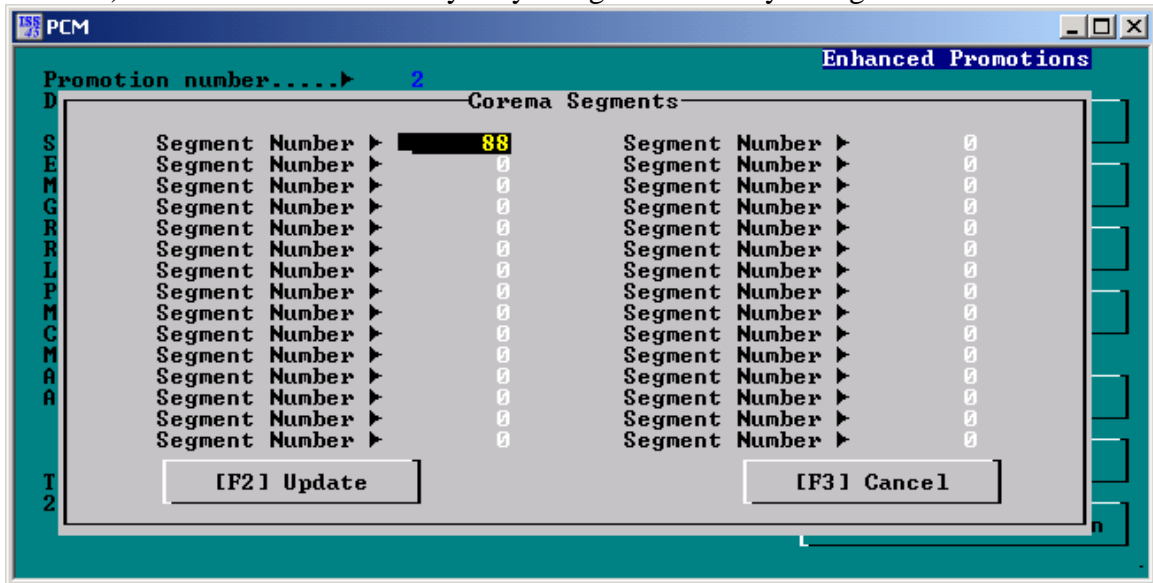 ISS 45 PCM
Enhanced Promotions
Promotion number.....► 2
D Corema Segments
S Segment Number ► 88 Segment Number ► 0
E Segment Number ► 0 Segment Number ► 0
M Segment Number ► 0 Segment Number ► 0
G Segment Number ► 0 Segment Number ► 0
R Segment Number ► 0 Segment Number ► 0
R Segment Number ► 0 Segment Number ► 0
L Segment Number ► 0 Segment Number ► 0
P Segment Number ► 0 Segment Number ► 0
M Segment Number ► 0 Segment Number ► 0
C Segment Number ► 0 Segment Number ► 0
M Segment Number ► 0 Segment Number ► 0
A Segment Number ► 0 Segment Number ► 0
A Segment Number ► 0 Segment Number ► 0
Segment Number ► 0 Segment Number ► 0
Segment Number ► 0 Segment Number ► 0
T [F2] Update [F3] Cancel
2
n